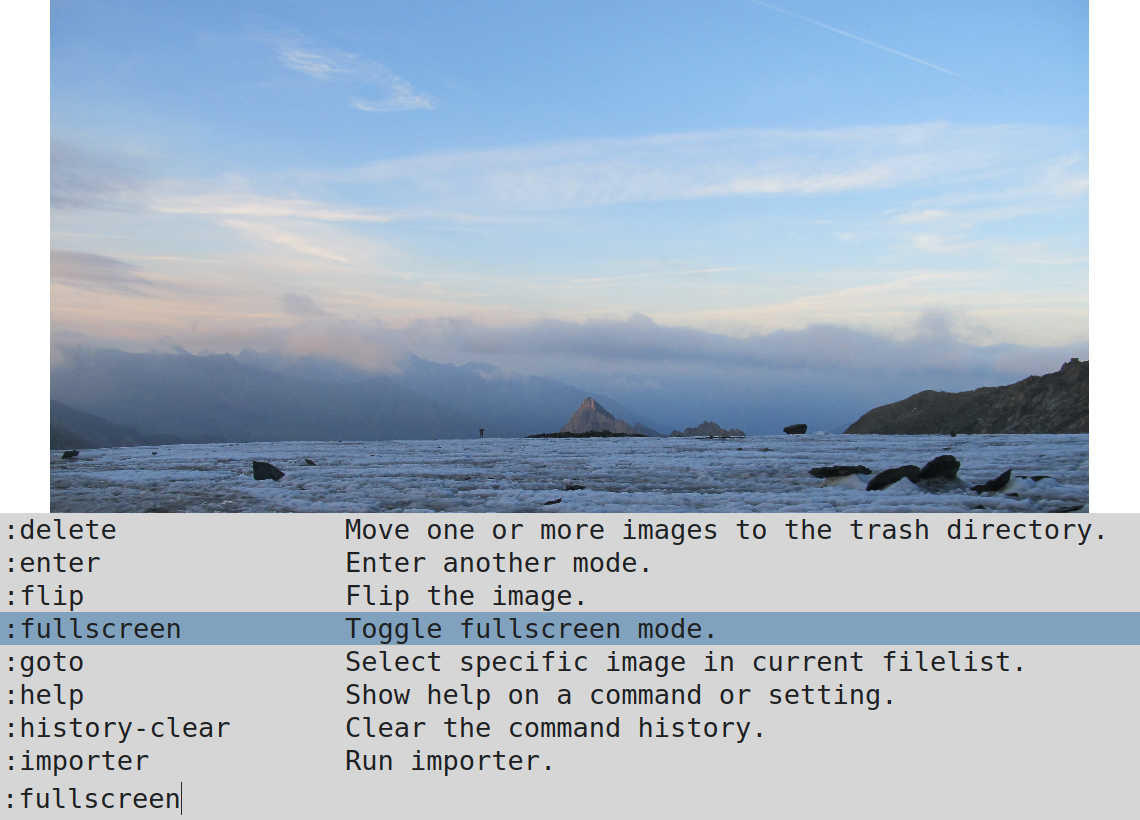 :delete Move one or more images to the trash directory.
:enter Enter another mode.
:flip Flip the image.
:fullscreen Toggle fullscreen mode.
:goto Select specific image in current filelist.
:help Show help on a command or setting.
:history-clear Clear the command history.
:importer Run importer.
:fullscreen